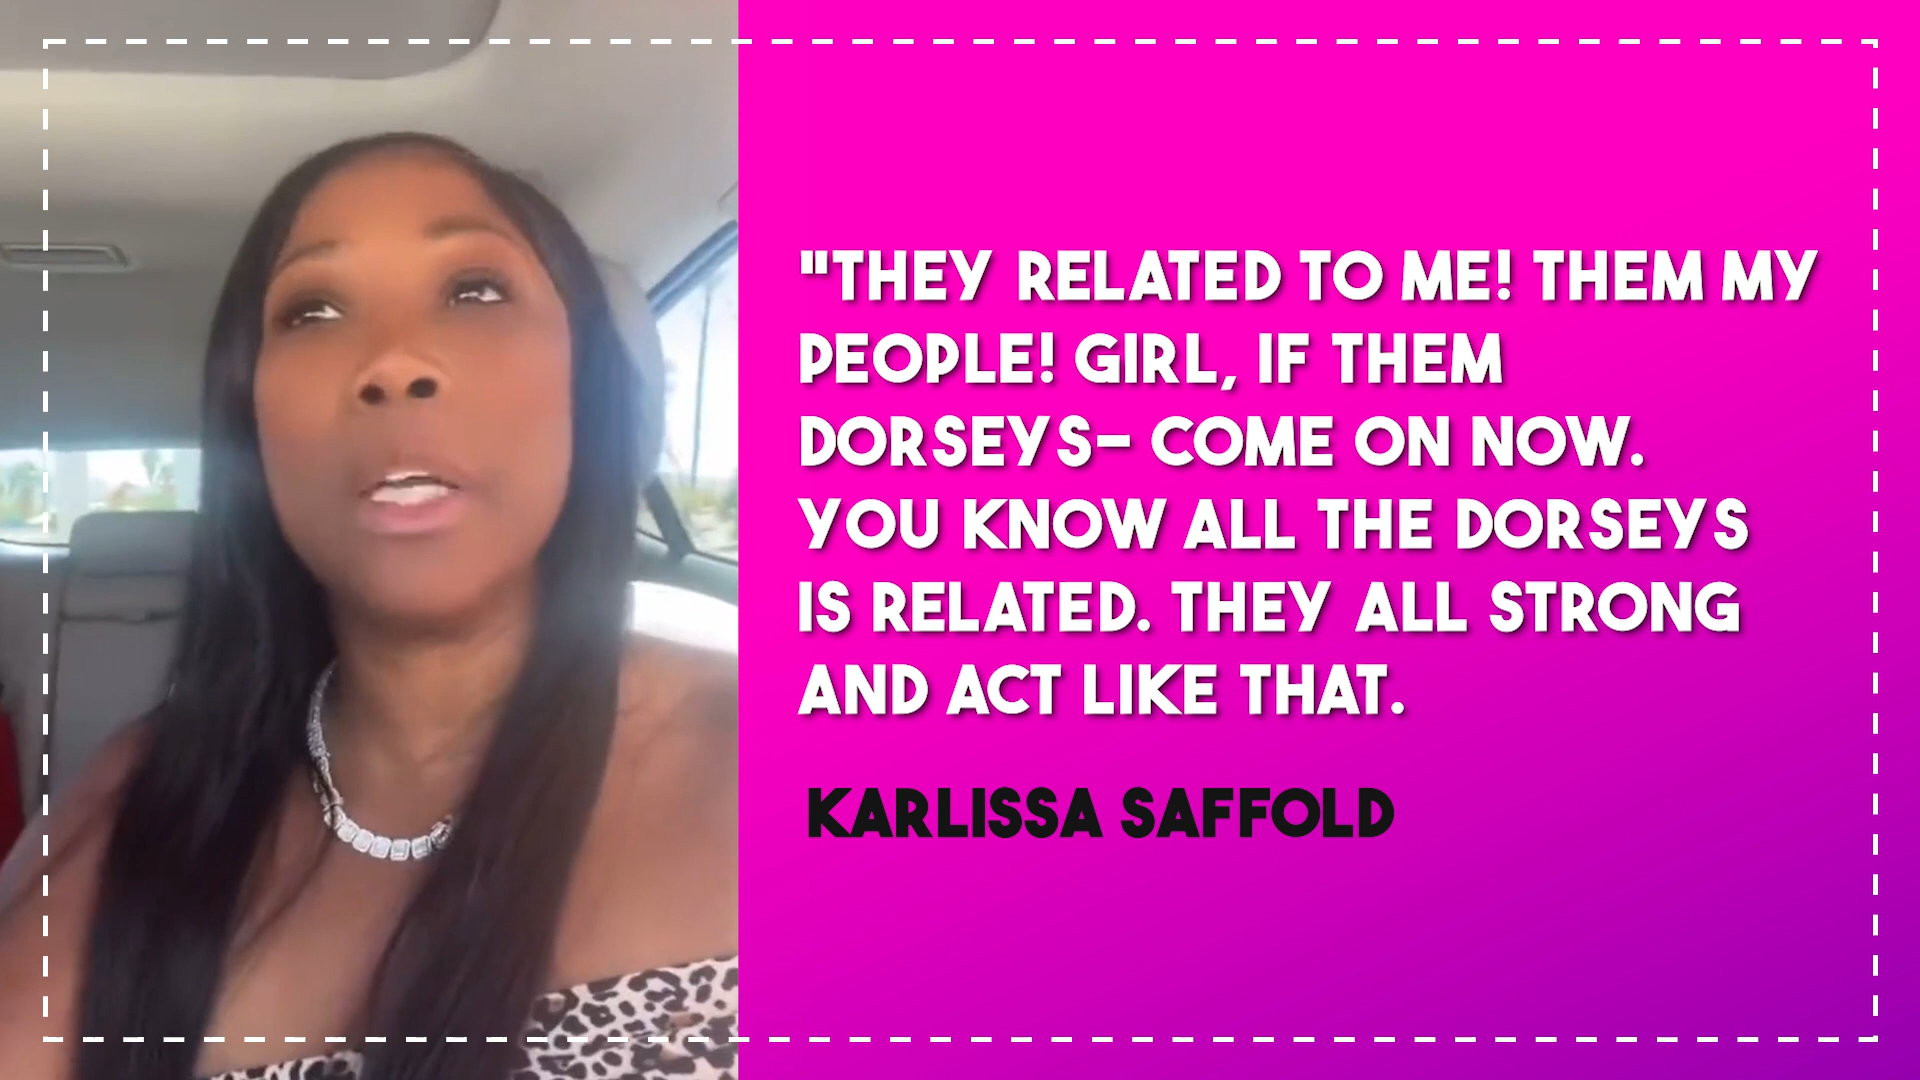 "THEY RELATED TO ME! THEM MY
PEOPLE! GIRL, IF THEM
DORSEYS- COME ON NOW.
YOU KNOW ALL THE DORSEYS
IS RELATED. THEY ALL STRONG
AND ACT LIKE THAT.
KARLISSA SAFFOLD